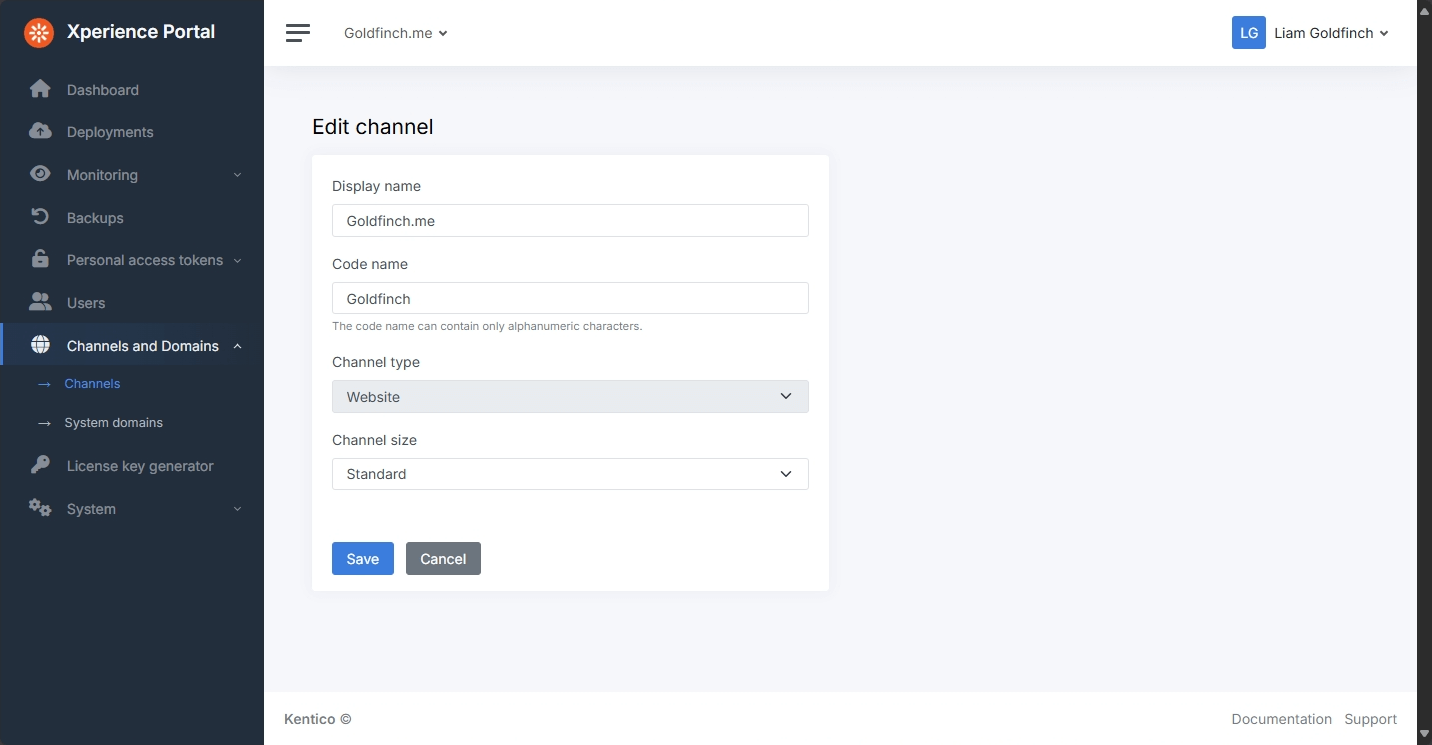 Xperience Portal
Goldfinch.me
LG Liam Goldfinch
Dashboard
Deployments
Monitoring
Backups
Personal access tokens
Users
Channels and Domains
Channels
System domains
License key generator
System
Edit channel
Display name
Goldfinch.me
Code name
Goldfinch
The code name can contain only alphanumeric characters.
Channel type
Website
Channel size
Standard
Save Cancel
Kentico ©
Documentation Support